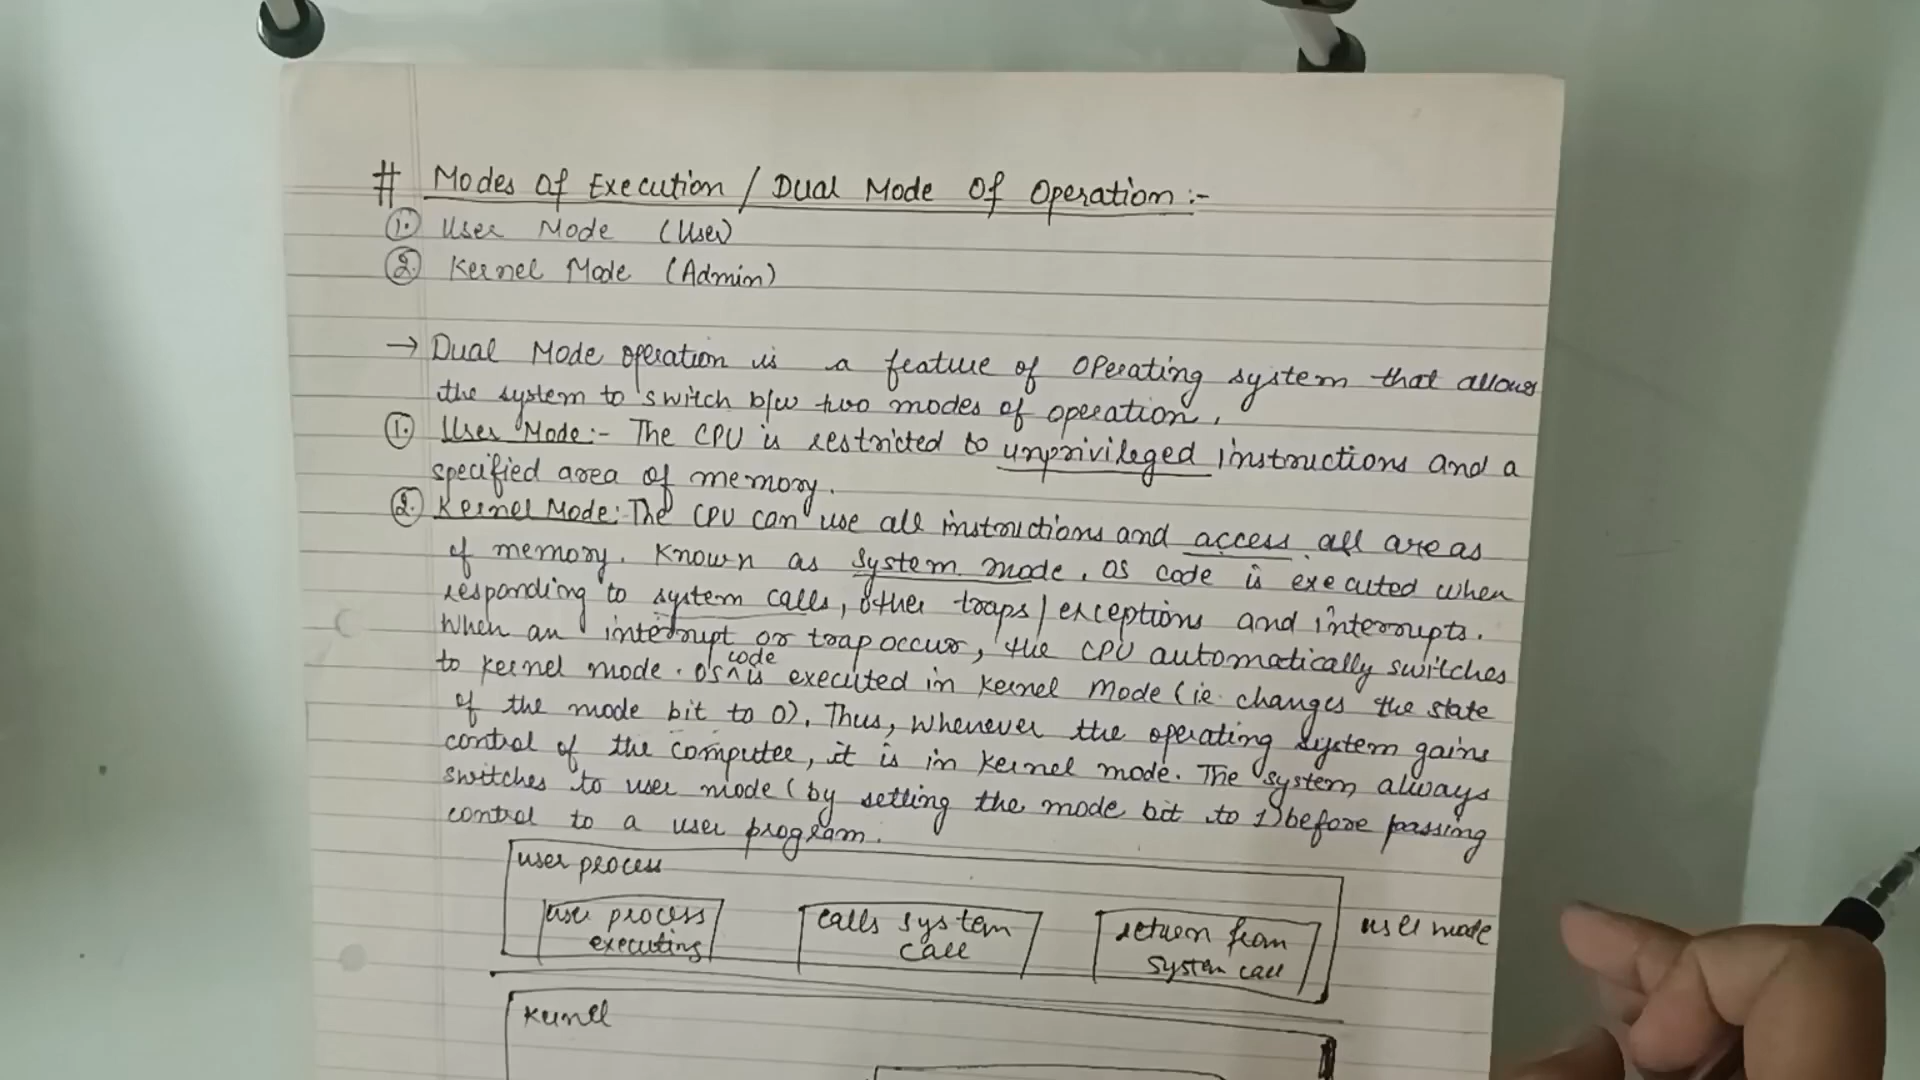 # Modes Of Execution / Dual Mode Of Operation :-
1. User Mode (User)
2. Kernel Mode (Admin)
→ Dual Mode operation is a feature of Operating system that allows
the system to switch b/w two modes of operation.
1. User Mode :- The CPU is restricted to unprivileged instructions and a
specified area of memory.
2. Kernel Mode: The CPU can use all instructions and access all areas
of memory. Known as system mode. OS code is executed when
responding to system calls, other traps/exceptions and interrupts.
When an interrupt or trap occur, the CPU automatically switches
to kernel mode. OS code is executed in kernel Mode (ie. changes the state
of the mode bit to 0). Thus, whenever the operating system gains
control of the computer, it is in kernel mode. The system always
switches to user mode (by setting the mode bit to 1) before passing
control to a user program.
user process
user process executing
calls system call
return from system call
user mode
Kernel